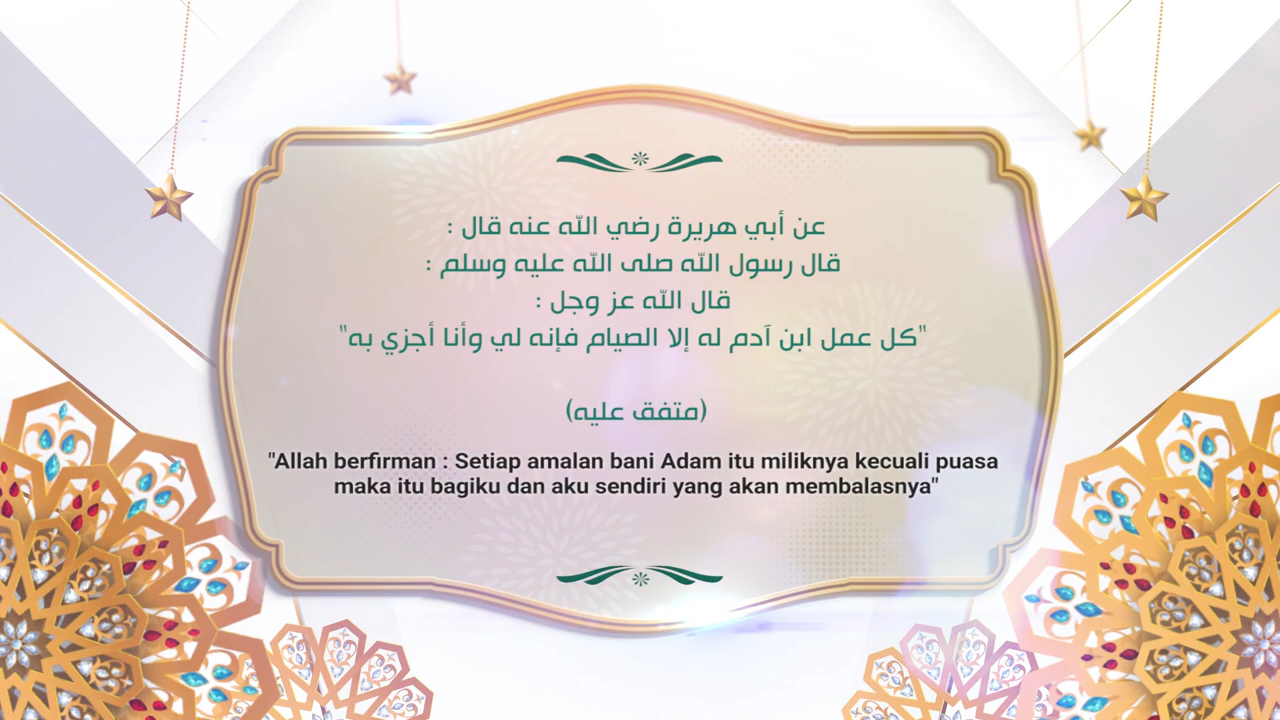 عن أبي هريرة رضي الله عنه قال :
قال رسول الله صلى الله عليه وسلم :
قال الله عز وجل :
"كل عمل ابن آدم له إلا الصيام فإنه لي وأنا أجزي به"
(متفق عليه)
"Allah berfirman : Setiap amalan bani Adam itu miliknya kecuali puasa
maka itu bagiku dan aku sendiri yang akan membalasnya"